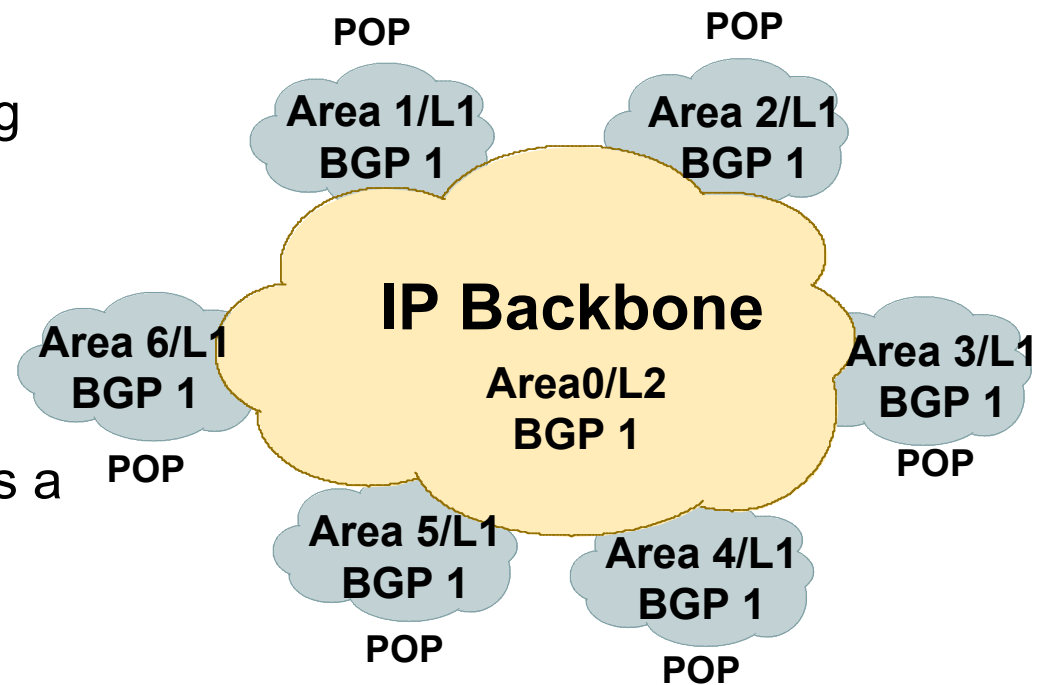 POP
POP
g
Area 1/L1
BGP 1
Area 2/L1
BGP 1
IP Backbone
Area0/L2
BGP 1
Area 6/L1
BGP 1
POP
Area 3/L1
BGP 1
POP
s a
Area 5/L1
BGP 1
POP
Area 4/L1
BGP 1
POP